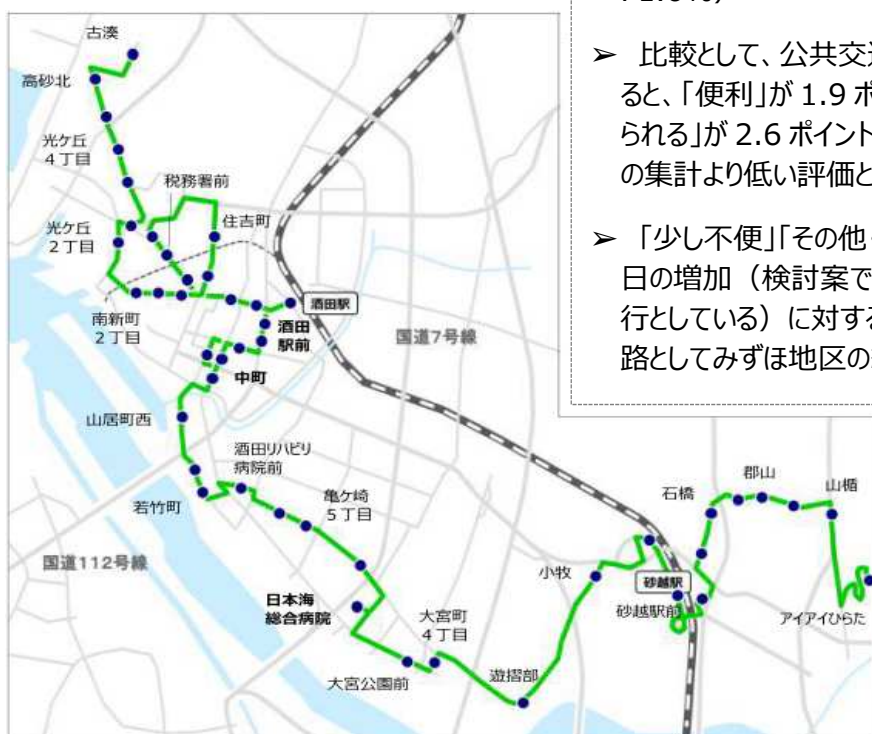 ➢ 比較として、公共交
ると、「便利」が 1.9 ポ
られる」が 2.6 ポイント
の集計より低い評価と
➢ 「少し不便」「その他
日の増加（検討案で
行としている）に対する
路としてみずほ地区の
古湊
高砂北
光ケ丘
4丁目
税務署前
住吉町
光ケ丘
2丁目
南新町
2丁目
酒田駅
酒田
駅前
国道7号線
中町
山居町西
酒田リハビリ
病院前
若竹町
亀ケ崎
5丁目
国道112号線
日本海
総合病院
大宮町
4丁目
大宮公園前
遊摺部
小牧
砂越駅
砂越駅前
石橋
郡山
山楯
アイアイひらた